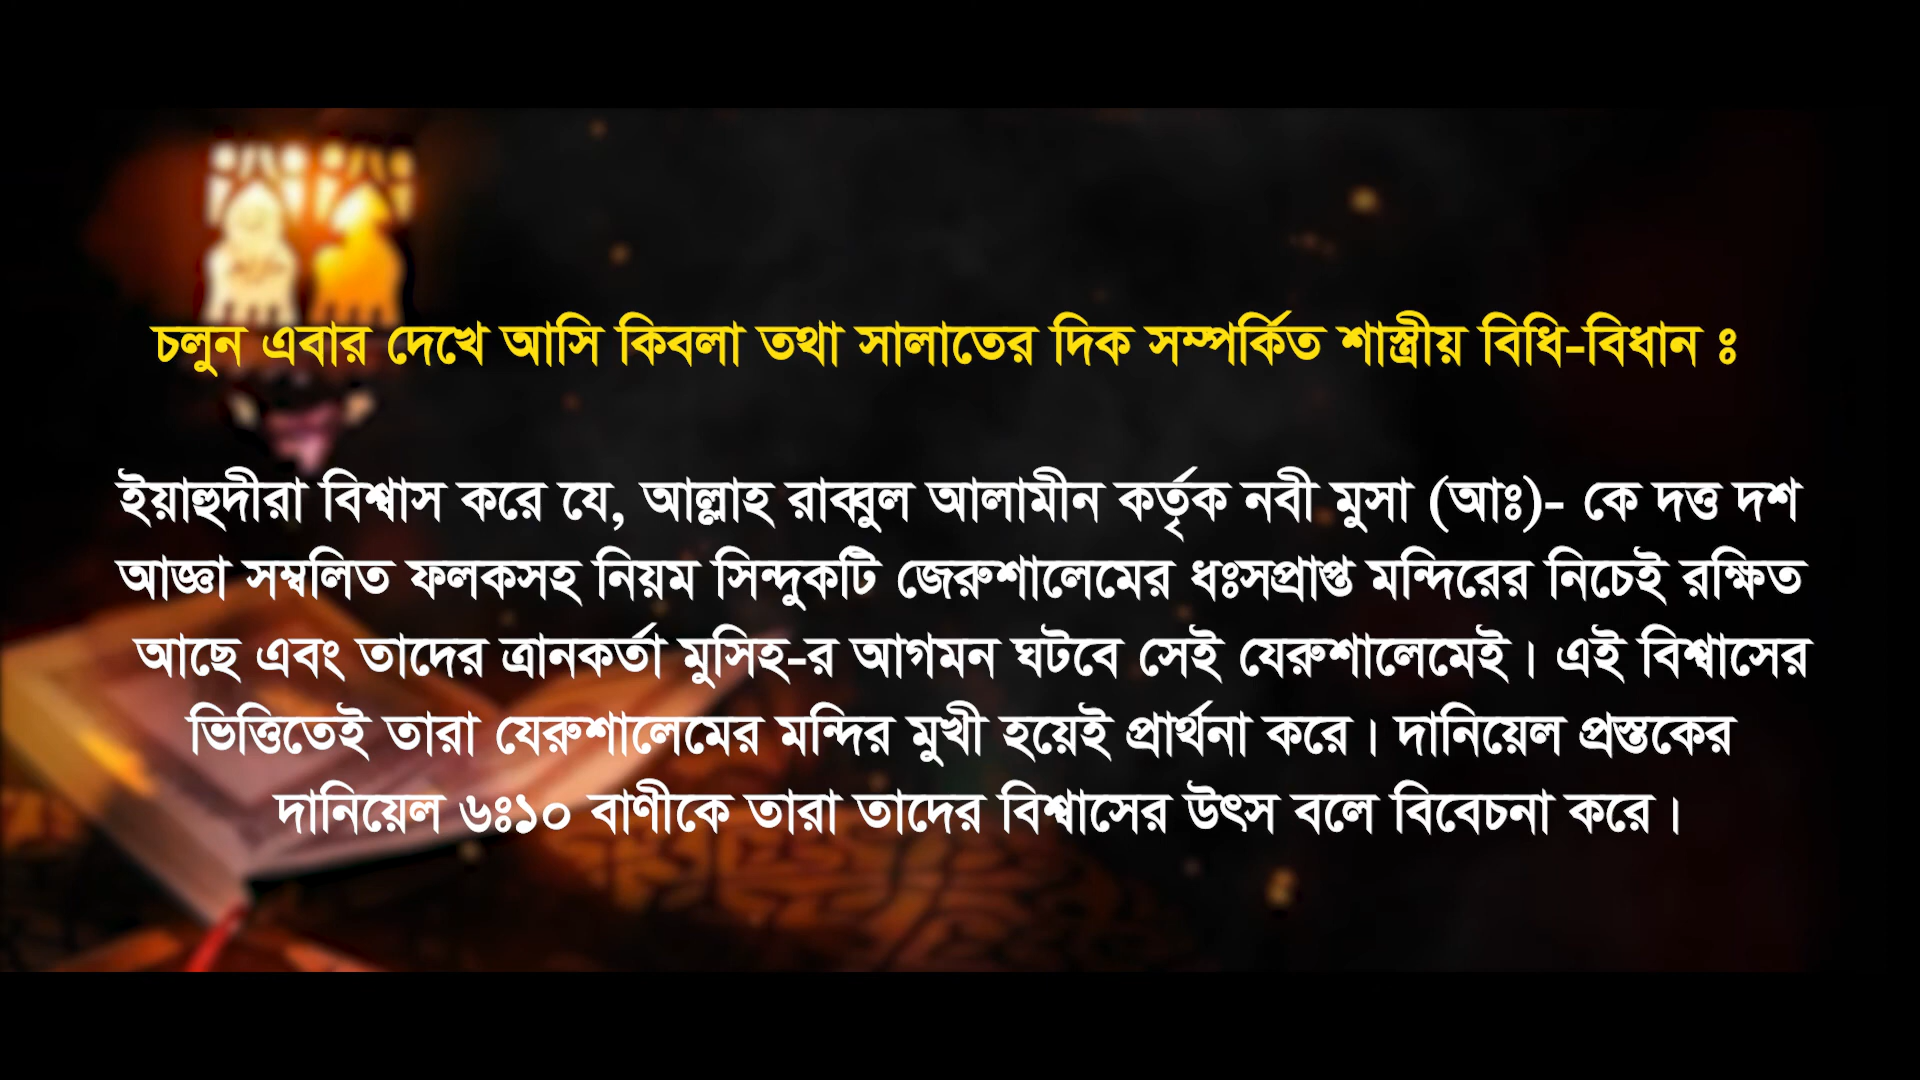 চলুন এবার দেখে আসি কিবলা তথা সালাতের দিক সম্পর্কিত শাস্ত্রীয় বিধি-বিধান ঃ
ইয়াহুদীরা বিশ্বাস করে যে, আল্লাহ রাব্বুল আলামীন কর্তৃক নবী মুসা (আঃ)- কে দত্ত দশ
আজ্ঞা সম্বলিত ফলকসহ নিয়ম সিন্দুকটি জেরুশালেমের ধঃসপ্রাপ্ত মন্দিরের নিচেই রক্ষিত
আছে এবং তাদের ত্রানকর্তা মুসিহ-র আগমন ঘটবে সেই যেরুশালেমেই। এই বিশ্বাসের
ভিত্তিতেই তারা যেরুশালেমের মন্দির মুখী হয়েই প্রার্থনা করে। দানিয়েল প্রস্তকের
দানিয়েল ৬ঃ১০ বাণীকে তারা তাদের বিশ্বাসের উৎস বলে বিবেচনা করে।